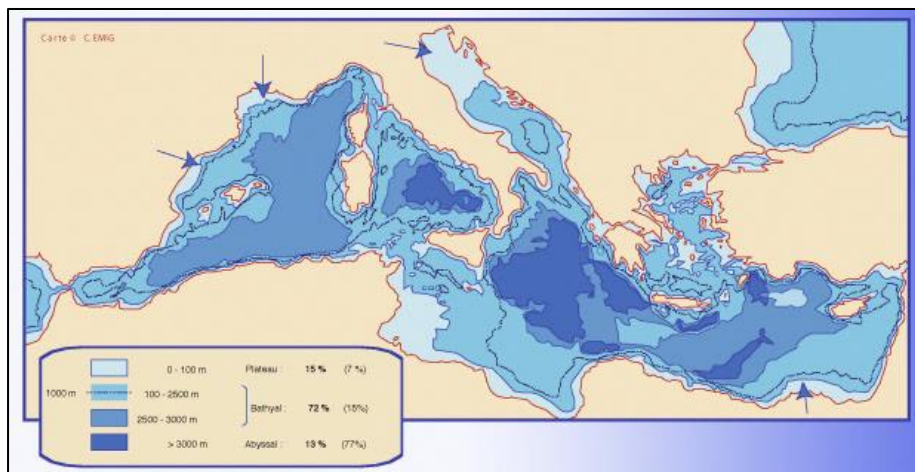 Carte © C.EMIG
0 - 100 m Plateau : 15 % (7 %)
1000 m 100 - 2500 m
Bathyal : 72 % (15%)
2500 - 3000 m
> 3000 m Abyssal : 13 % (77%)